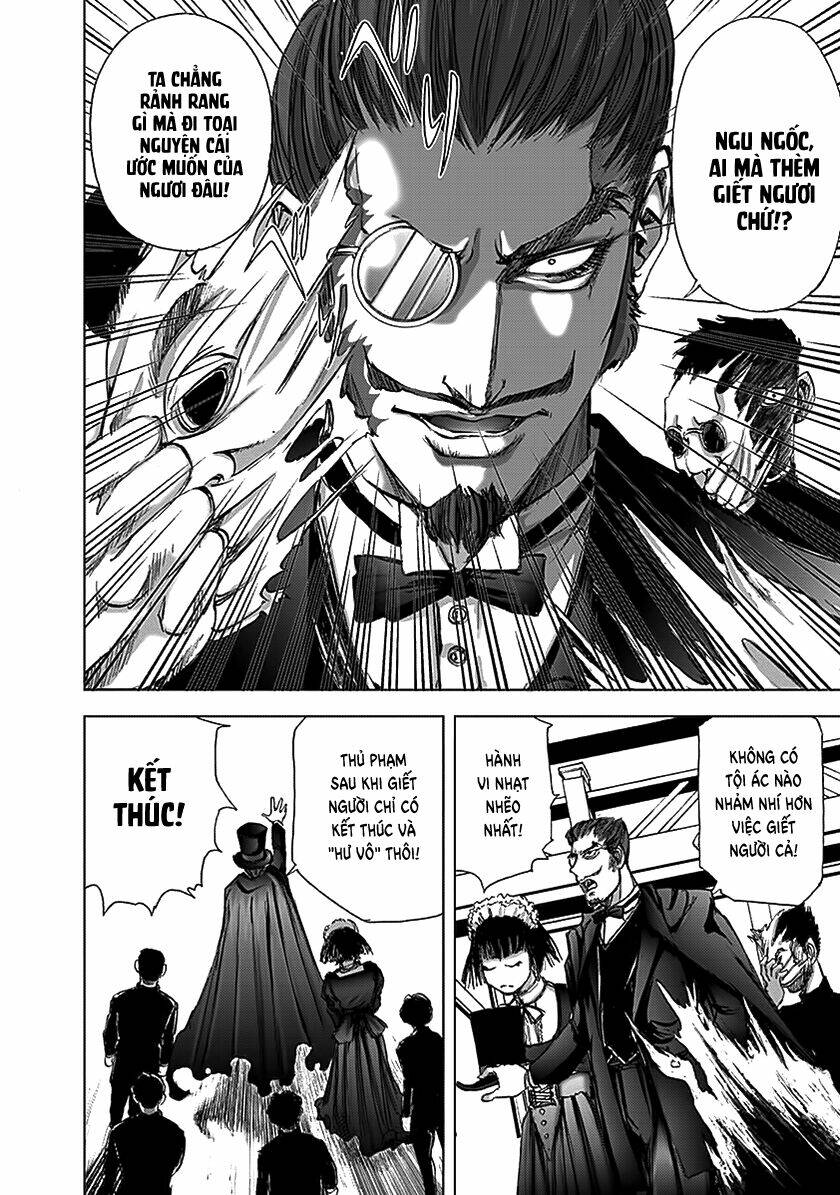 NGU NGỐC,
AI MÀ THÈM
GIẾT NGƯƠI
CHỨ!?
TA CHẲNG
RẢNH RANG
GÌ MÀ ĐI TOẠI
NGUYỆN CÁI
ƯỚC MUỐN CỦA
NGƯƠI ĐÂU!
KHÔNG CÓ
TỘI ÁC NÀO
NHẢM NHÍ HƠN
VIỆC GIẾT
NGƯỜI CẢ!
HÀNH
VI NHẠT
NHẼO
NHẤT!
THỦ PHẠM
SAU KHI GIẾT
NGƯỜI CHỈ CÓ
KẾT THÚC VÀ
"HƯ VÔ" THÔI!
KẾT
THÚC!